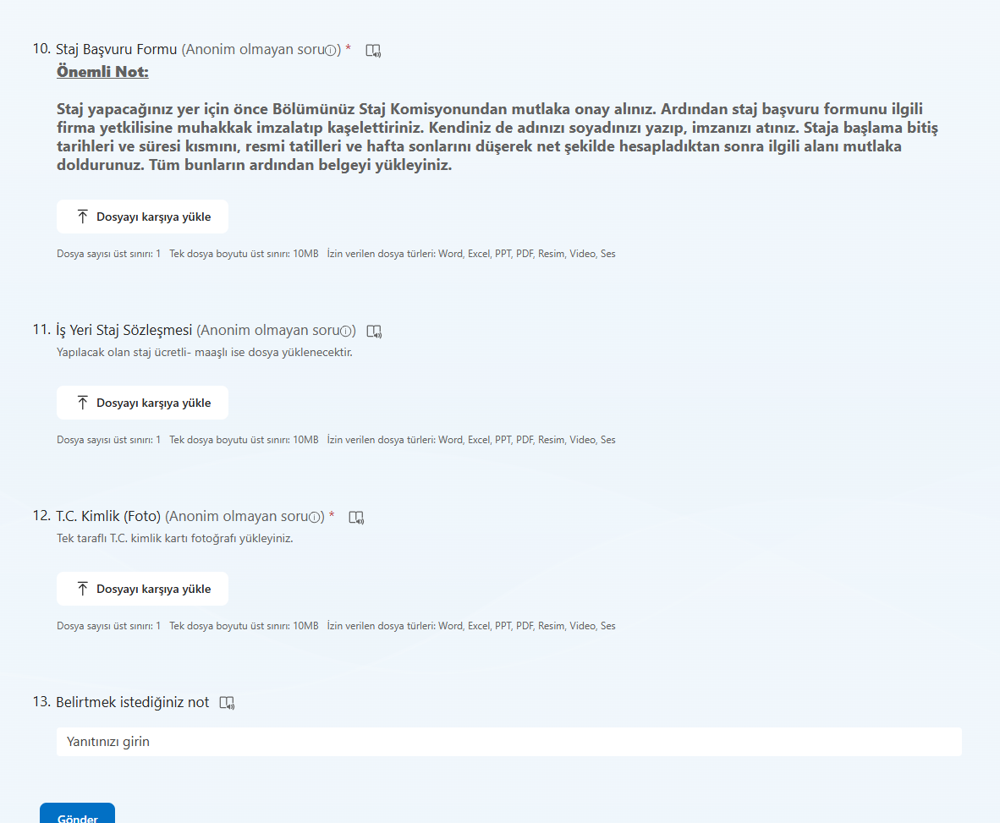 10. Staj Başvuru Formu (Anonim olmayan soru) *
Önemli Not:
Staj yapacağınız yer için önce Bölümünüz Staj Komisyonundan mutlaka onay alınız. Ardından staj başvuru formunu ilgili
firma yetkilisine muhakkak imzalatıp kaşelettiriniz. Kendiniz de adınızı soyadınızı yazıp, imzanızı atınız. Staja başlama bitiş
tarihleri ve süresi kısmını, resmi tatilleri ve hafta sonlarını düşerek net şekilde hesapladıktan sonra ilgili alanı mutlaka
doldurunuz. Tüm bunların ardından belgeyi yükleyiniz.
Dosyayı karşıya yükle
Dosya sayısı üst sınırı: 1 Tek dosya boyutu üst sınırı: 10MB İzin verilen dosya türleri: Word, Excel, PPT, PDF, Resim, Video, Ses
11. İş Yeri Staj Sözleşmesi (Anonim olmayan soru)
Yapılacak olan staj ücretli- maaşlı ise dosya yüklenecektir.
Dosyayı karşıya yükle
Dosya sayısı üst sınırı: 1 Tek dosya boyutu üst sınırı: 10MB İzin verilen dosya türleri: Word, Excel, PPT, PDF, Resim, Video, Ses
12. T.C. Kimlik (Foto) (Anonim olmayan soru) *
Tek taraflı T.C. kimlik kartı fotoğrafı yükleyiniz.
Dosyayı karşıya yükle
Dosya sayısı üst sınırı: 1 Tek dosya boyutu üst sınırı: 10MB İzin verilen dosya türleri: Word, Excel, PPT, PDF, Resim, Video, Ses
13. Belirtmek istediğiniz not
Yanıtınızı girin
Gönder